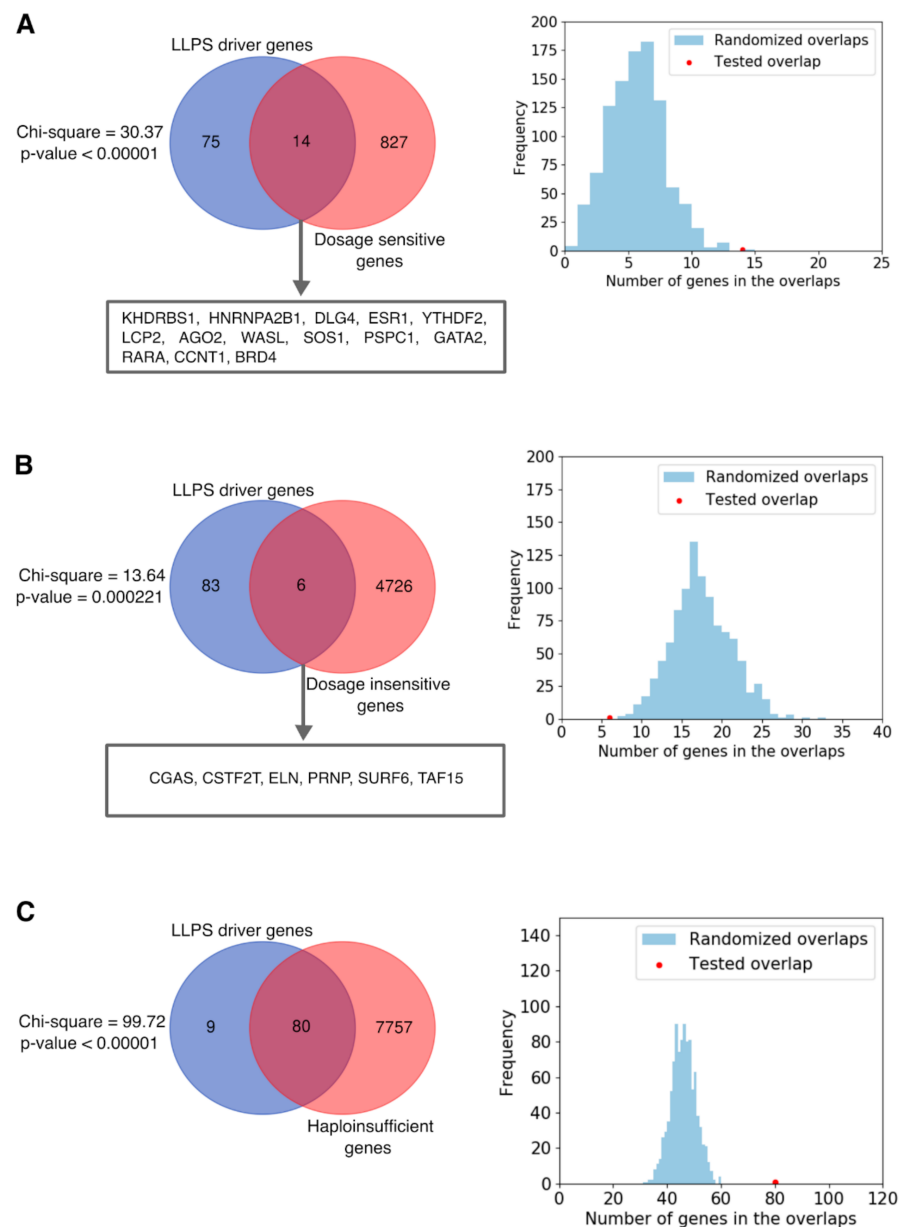 A
LLPS driver genes
Chi-square = 30.37
p-value < 0.00001
75
14
827
Dosage sensitive
genes
KHDRBS1, HNRNPA2B1, DLG4, ESR1, YTHDF2,
LCP2, AGO2, WASL, SOS1, PSPC1, GATA2,
RARA, CCNT1, BRD4
200
175
150
125
100
75
50
25
0
Frequency
Randomized overlaps
Tested overlap
0 5 10 15 20 25
Number of genes in the overlaps
B
LLPS driver genes
Chi-square = 13.64
p-value = 0.000221
83
6
4726
Dosage insensitive
genes
CGAS, CSTF2T, ELN, PRNP, SURF6, TAF15
200
175
150
125
100
75
50
25
0
Frequency
Randomized overlaps
Tested overlap
0 5 10 15 20 25 30 35 40
Number of genes in the overlaps
C
LLPS driver genes
Chi-square = 99.72
p-value < 0.00001
9
80
7757
Haploinsufficient
genes
140
120
100
80
60
40
20
0
Frequency
Randomized overlaps
Tested overlap
0 20 40 60 80 100 120
Number of genes in the overlaps